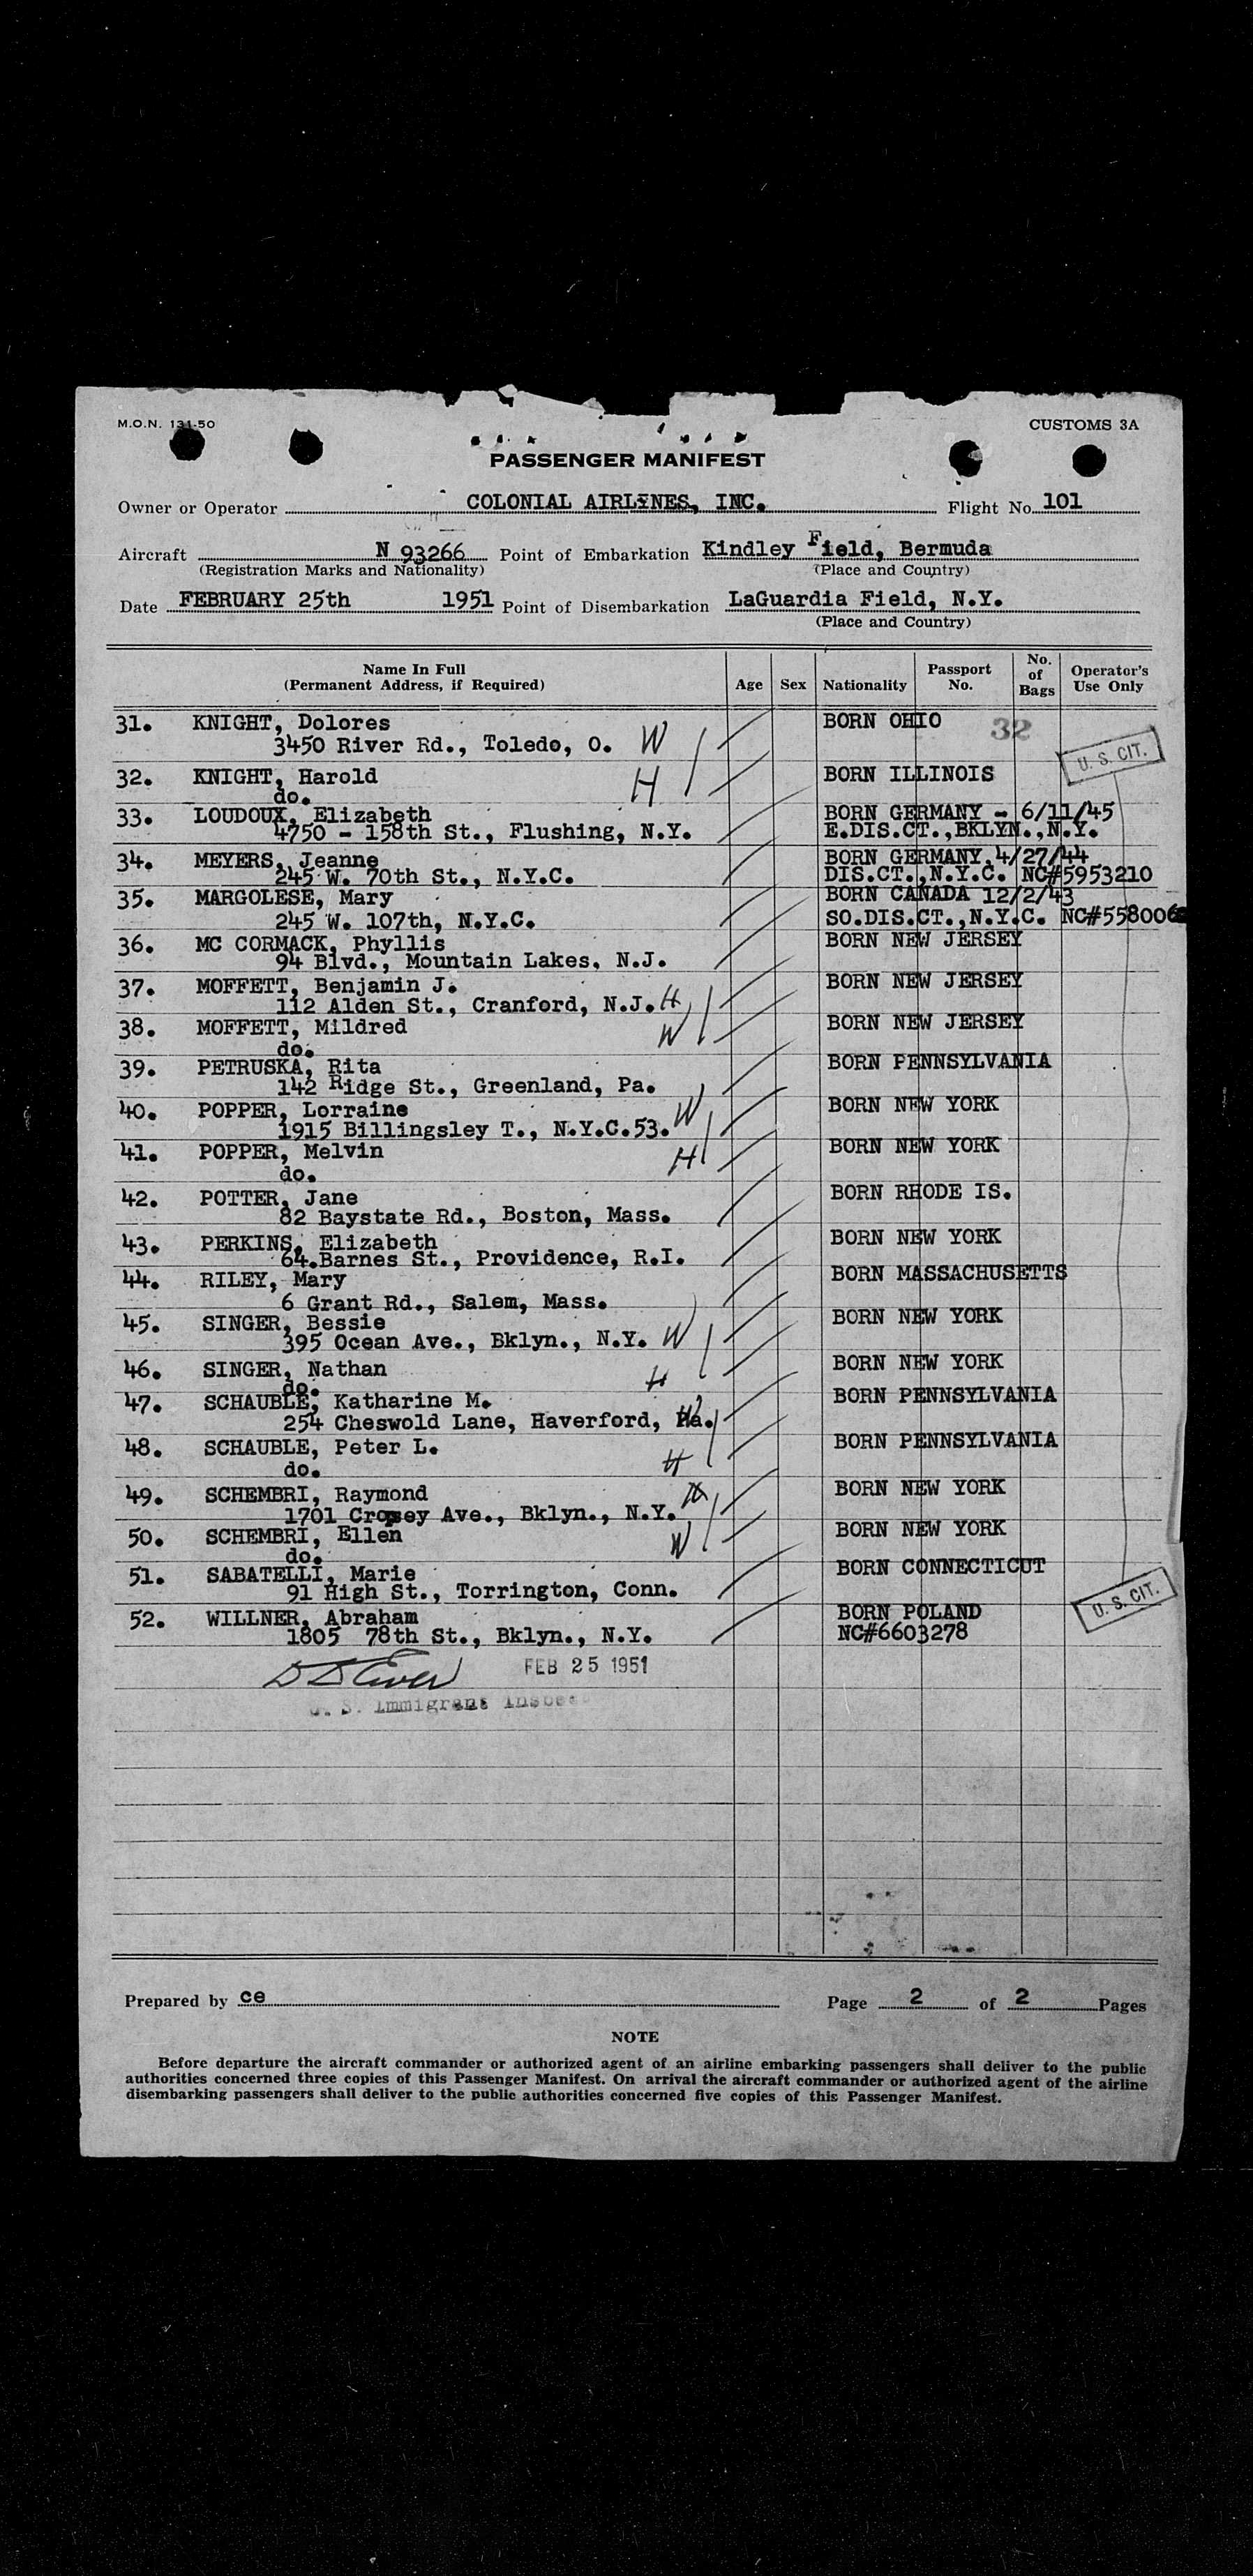 M.O.N. 131-50
CUSTOMS 3A
PASSENGER MANIFEST
Owner or Operator COLONIAL AIRLINES, INC. Flight No. 101
Aircraft N 93266 Point of Embarkation Kindley Field, Bermuda
(Registration Marks and Nationality) (Place and Country)
Date FEBRUARY 25th 1951 Point of Disembarkation LaGuardia Field, N.Y.
(Place and Country)
Name In Full (Permanent Address, if Required) Age Sex Nationality Passport No. No. of Bags Operator's Use Only
31. KNIGHT, Dolores BORN OHIO 32
3450 River Rd., Toledo, O. W
U. S. CIT.
32. KNIGHT, Harold H BORN ILLINOIS
do.
33. LOUDOUX, Elizabeth BORN GERMANY - 6/11/45
4750 - 158th St., Flushing, N.Y. E.DIS.CT.,BKLYN.,N.Y.
34. MEYERS, Jeanne BORN GERMANY 4/27/44
245 W. 70th St., N.Y.C. DIS.CT.,N.Y.C. NC#5953210
35. MARGOLESE, Mary BORN CANADA 12/2/43
245 W. 107th, N.Y.C. SO.DIS.CT.,N.Y.C.
36. MC CORMACK, Phyllis BORN NEW JERSEY
94 Blvd., Mountain Lakes, N.J.
37. MOFFETT, Benjamin J. BORN NEW JERSEY
112 Alden St., Cranford, N.J. H
38. MOFFETT, Mildred W BORN NEW JERSEY
do.
39. PETRUSKA, Rita BORN PENNSYLVANIA
142 Ridge St., Greenland, Pa.
40. POPPER, Lorraine W BORN NEW YORK
1915 Billingsley T., N.Y.C.53.
41. POPPER, Melvin H BORN NEW YORK
do.
42. POTTER, Jane BORN RHODE IS.
82 Baystate Rd., Boston, Mass.
43. PERKINS, Elizabeth BORN NEW YORK
64.Barnes St., Providence, R.I.
44. RILEY, Mary BORN MASSACHUSETTS
6 Grant Rd., Salem, Mass.
45. SINGER, Bessie BORN NEW YORK
395 Ocean Ave., Bklyn., N.Y. W
46. SINGER, Nathan H BORN NEW YORK
do.
47. SCHAUBLE, Katharine M. BORN PENNSYLVANIA
254 Cheswold Lane, Haverford, Pa.
48. SCHAUBLE, Peter L. H BORN PENNSYLVANIA
do.
49. SCHEMBRI, Raymond BORN NEW YORK
1701 Cropsey Ave., Bklyn., N.Y.
50. SCHEMBRI, Ellen W BORN NEW YORK
do.
51. SABATELLI, Marie BORN CONNECTICUT
91 High St., Torrington, Conn.
U. S. CIT.
52. WILLNER, Abraham BORN POLAND
1805 78th St., Bklyn., N.Y. NC#6603278
FEB 25 1951
U. S. Immigrant
Prepared by ce Page 2 of 2 Pages
NOTE
Before departure the aircraft commander or authorized agent of an airline embarking passengers shall deliver to the public
authorities concerned three copies of this Passenger Manifest. On arrival the aircraft commander or authorized agent of the airline
disembarking passengers shall deliver to the public authorities concerned five copies of this Passenger Manifest.